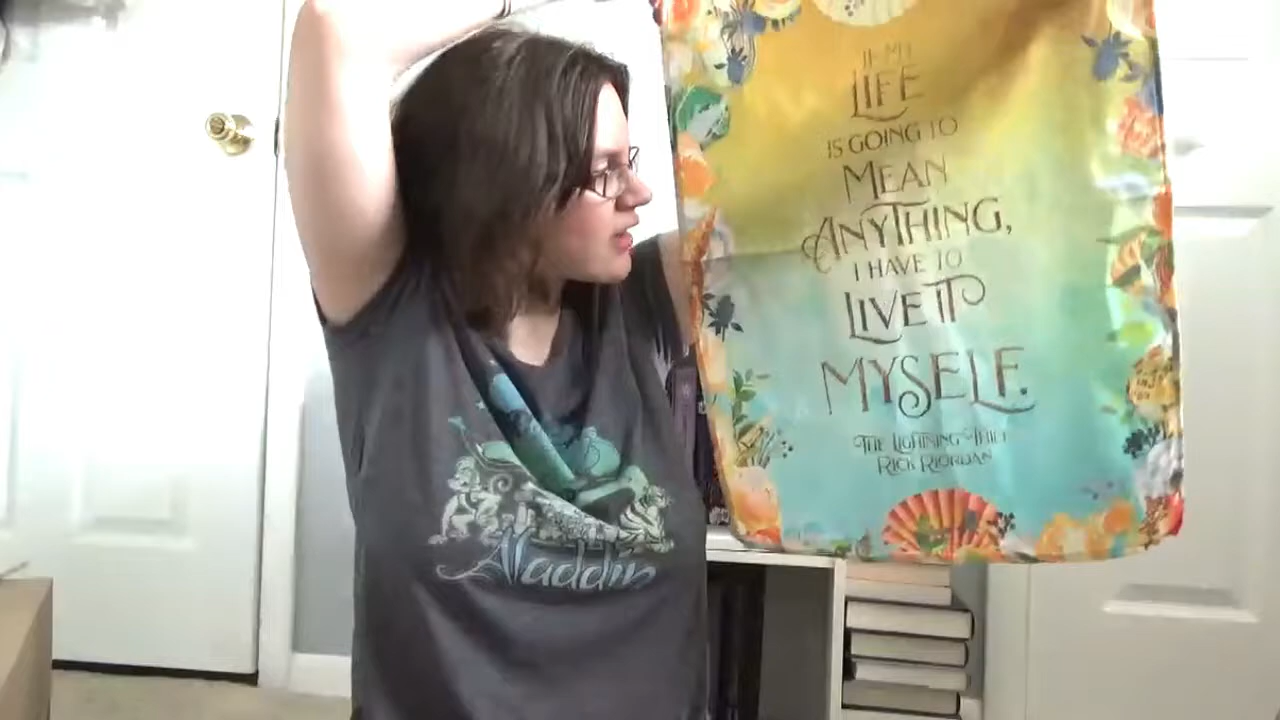 IF MY
LIFE
IS GOING TO
MEAN
ANYTHING,
I HAVE TO
LIVE IT
MYSELF.
THE LIGHTNING THIEF
RICK RIORDAN
Aladdin